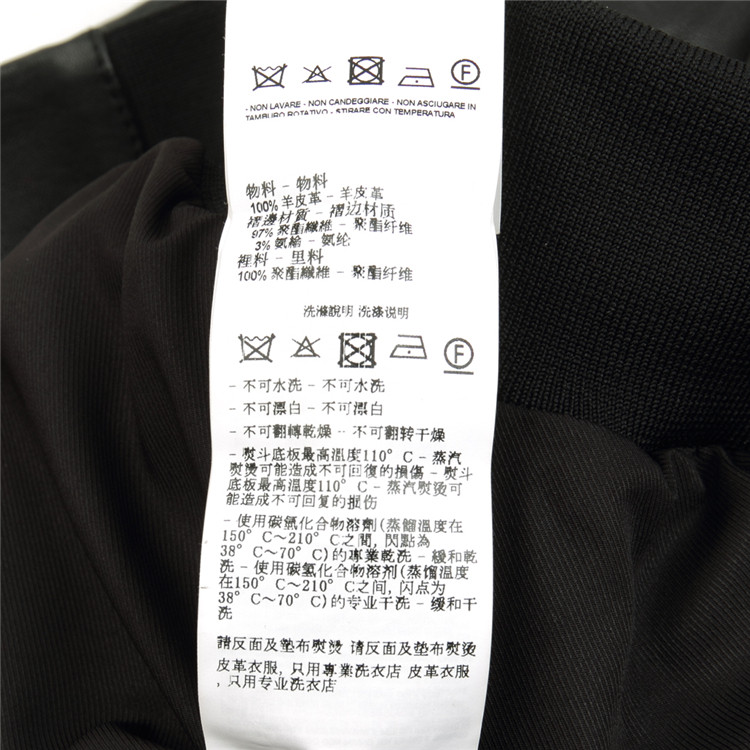 F
- NON LAVARE - NON CANDEGGIARE - NON ASCIUGARE IN
TAMBURO ROTATIVO - STIRARE CON TEMPERATURA
物料 - 物料
100% 羊皮革 - 羊皮革
褶邊材質 - 褶边材质
97% 聚酯纖維 - 聚酯纤维
3% 氨綸 - 氨纶
裡料 - 里料
100% 聚酯纖維 - 聚酯纤维
洗滌說明 洗涤说明
F
- 不可水洗 - 不可水洗
- 不可漂白 - 不可漂白
- 不可翻轉乾燥 - 不可翻转干燥
- 熨斗底板最高溫度110° C - 蒸汽
熨燙可能造成不可回復的損傷 - 熨斗
底板最高温度110° C - 蒸汽熨烫可
能造成不可回复的损伤
- 使用碳氫化合物溶劑(蒸餾溫度在
150° C～210° C之間, 閃點為
38° C～70° C)的專業乾洗 - 緩和乾
洗 - 使用碳氢化合物溶剂(蒸馏温度
在150° C～210° C之间, 闪点为
38° C～70° C)的专业干洗 - 缓和干
洗
請反面及墊布熨燙 请反面及垫布熨烫
皮革衣服, 只用專業洗衣店 皮革衣服
, 只用专业洗衣店